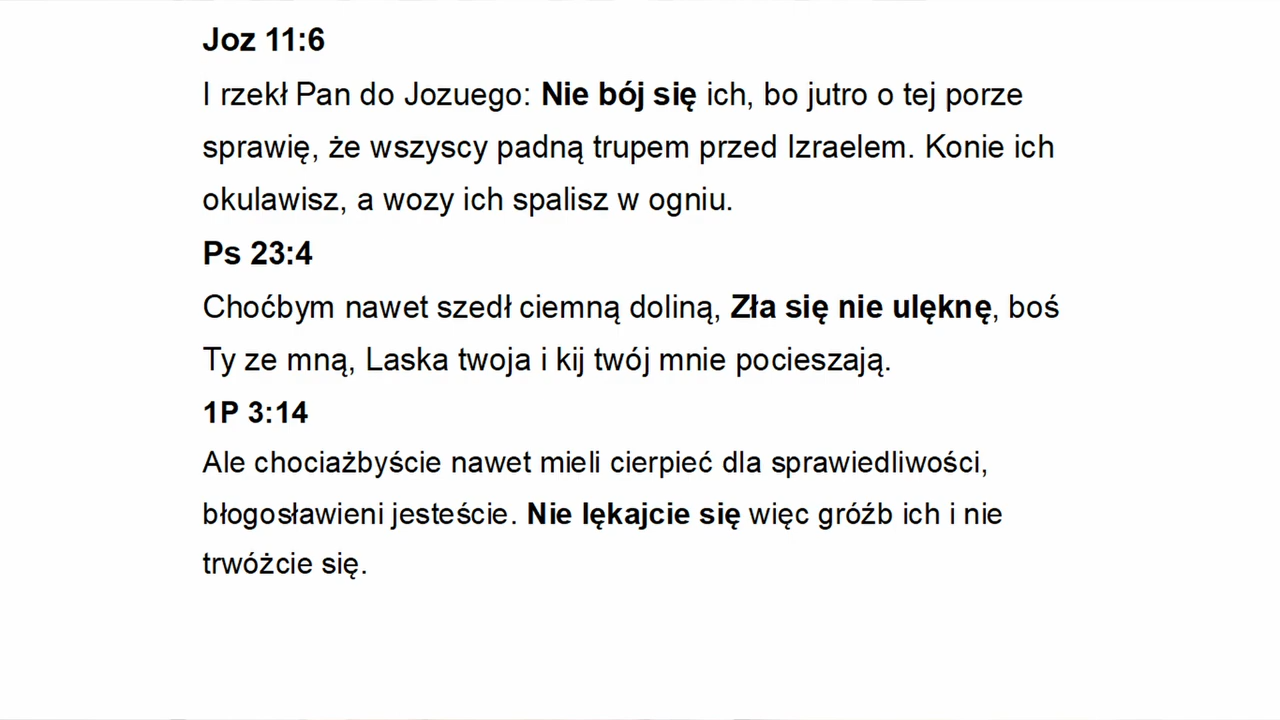 Joz 11:6
I rzekł Pan do Jozuego: Nie bój się ich, bo jutro o tej porze
sprawię, że wszyscy padną trupem przed Izraelem. Konie ich
okulawisz, a wozy ich spalisz w ogniu.
Ps 23:4
Choćbym nawet szedł ciemną doliną, Zła się nie ulęknę, boś
Ty ze mną, Laska twoja i kij twój mnie pocieszają.
1P 3:14
Ale chociażbyście nawet mieli cierpieć dla sprawiedliwości,
błogosławieni jesteście. Nie lękajcie się więc gróźb ich i nie
trwóżcie się.